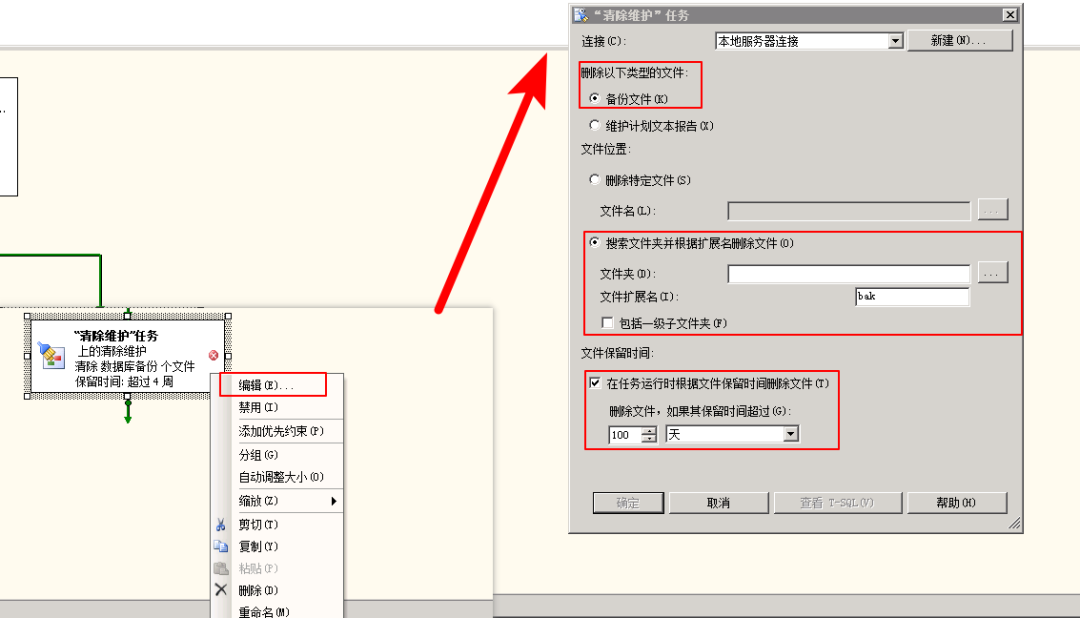 ..
"清除维护"任务
上的清除维护
清除 数据库备份 个文件
保留时间: 超过 4 周
编辑(E)...
禁用(I)
添加优先约束(P)
分组(G)
自动调整大小(O)
缩放(Z)
剪切(T)
复制(Y)
粘贴(P)
删除(D)
重命名(M)
“清除维护”任务
连接(C):
本地服务器连接
新建(N)...
删除以下类型的文件:
备份文件(K)
维护计划文本报告(X)
文件位置:
删除特定文件(S)
文件名(L):
...
搜索文件夹并根据扩展名删除文件(O)
文件夹(D):
...
文件扩展名(I):
bak
包括一级子文件夹(F)
文件保留时间:
在任务运行时根据文件保留时间删除文件(T)
删除文件，如果其保留时间超过(G):
100
天
确定
取消
查看 T-SQL(V)
帮助(H)